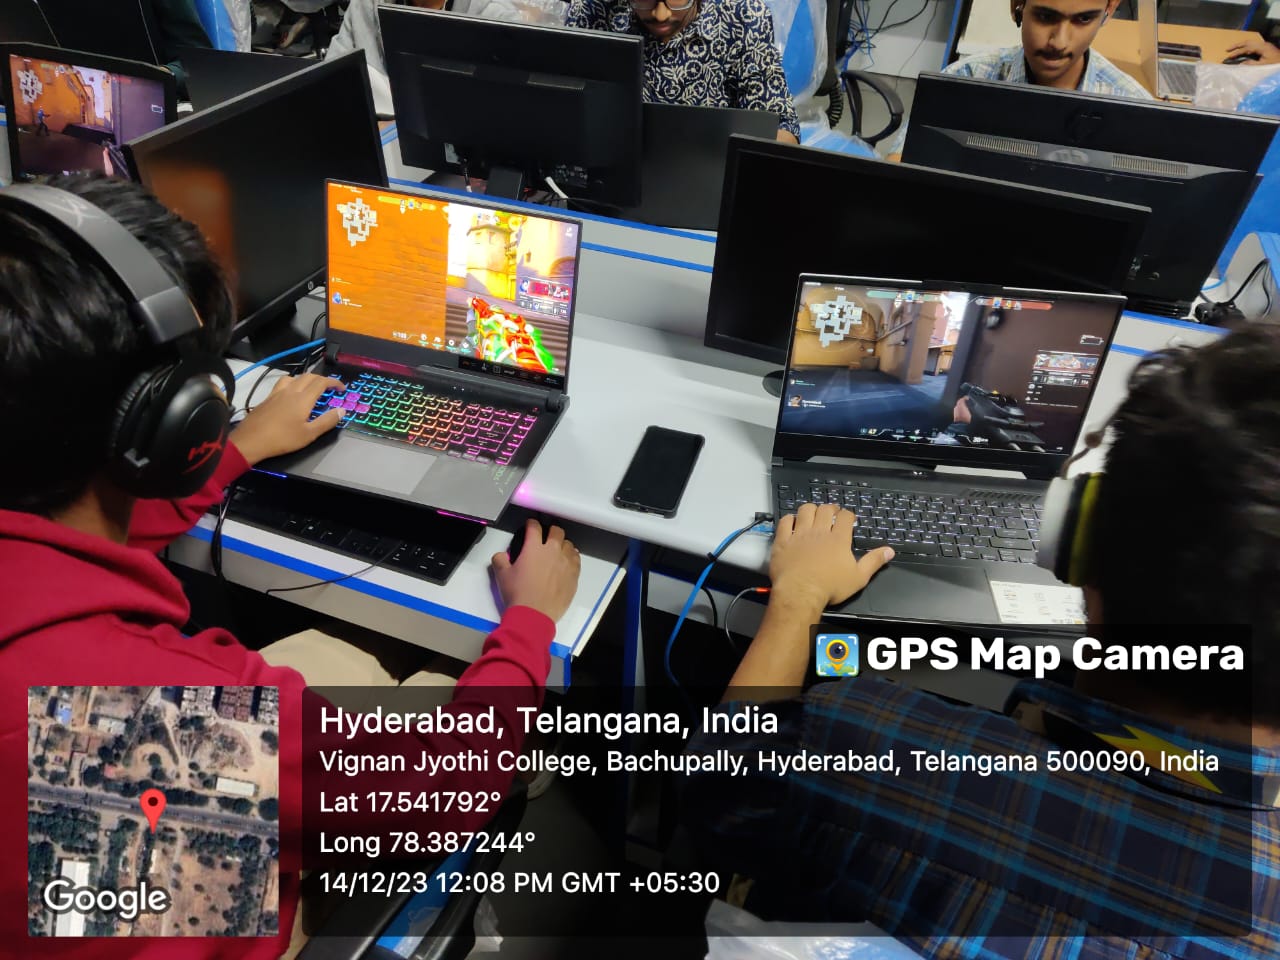 GPS Map Camera
Hyderabad, Telangana, India
Vignan Jyothi College, Bachupally, Hyderabad, Telangana 500090, India
Lat 17.541792°
Long 78.387244°
14/12/23 12:08 PM GMT +05:30
Google